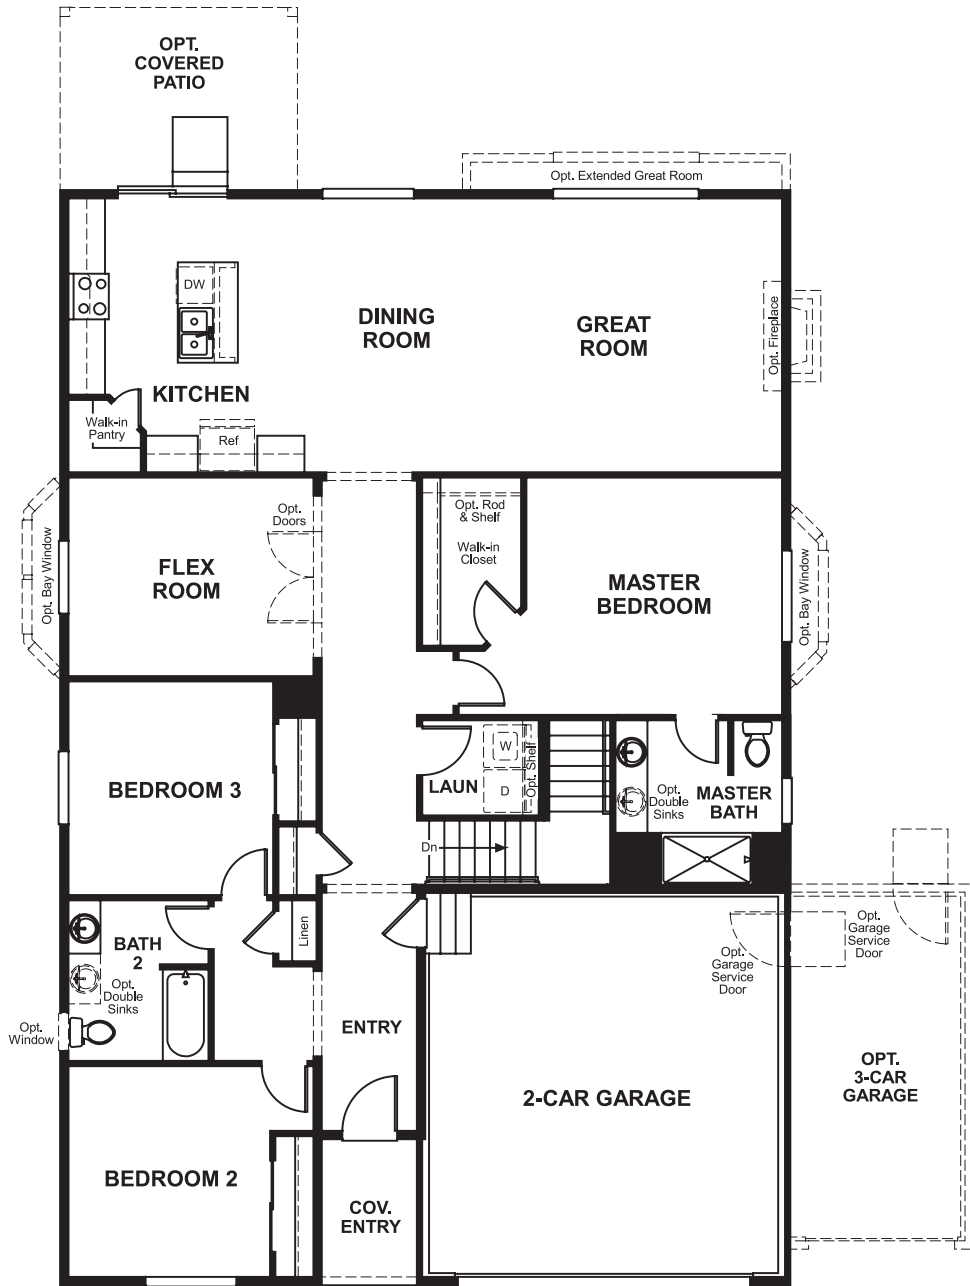 OPT.
COVERED
PATIO
Opt. Extended Great Room
DW
DINING
ROOM
GREAT
ROOM
Opt. Fireplace
KITCHEN
Walk-in
Pantry
Ref
Opt.
Doors
Opt. Rod
& Shelf
Walk-in
Closet
Opt. Bay Window
FLEX
ROOM
MASTER
BEDROOM
Opt. Bay Window
BEDROOM 3
LAUN
W
D
Opt. Shelf
Opt.
Double
Sinks
MASTER
BATH
Dn
Linen
BATH
2
Opt.
Double
Sinks
Opt.
Window
ENTRY
Opt.
Garage
Service
Door
Opt.
Garage
Service
Door
2-CAR GARAGE
OPT.
3-CAR
GARAGE
BEDROOM 2
COV.
ENTRY